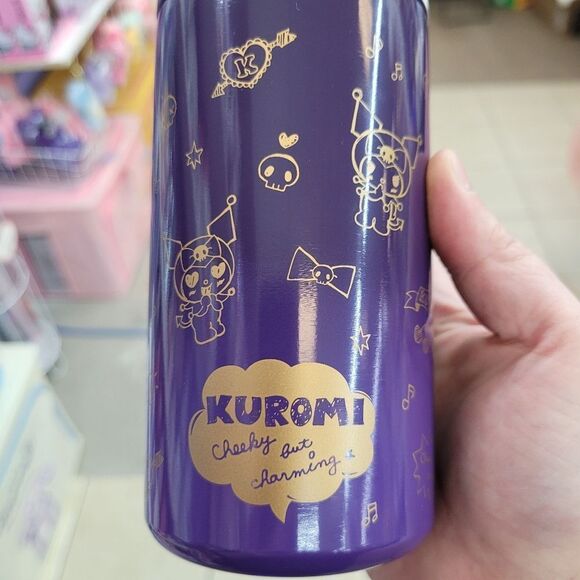 K
KUROMI
Cheeky
but
charming